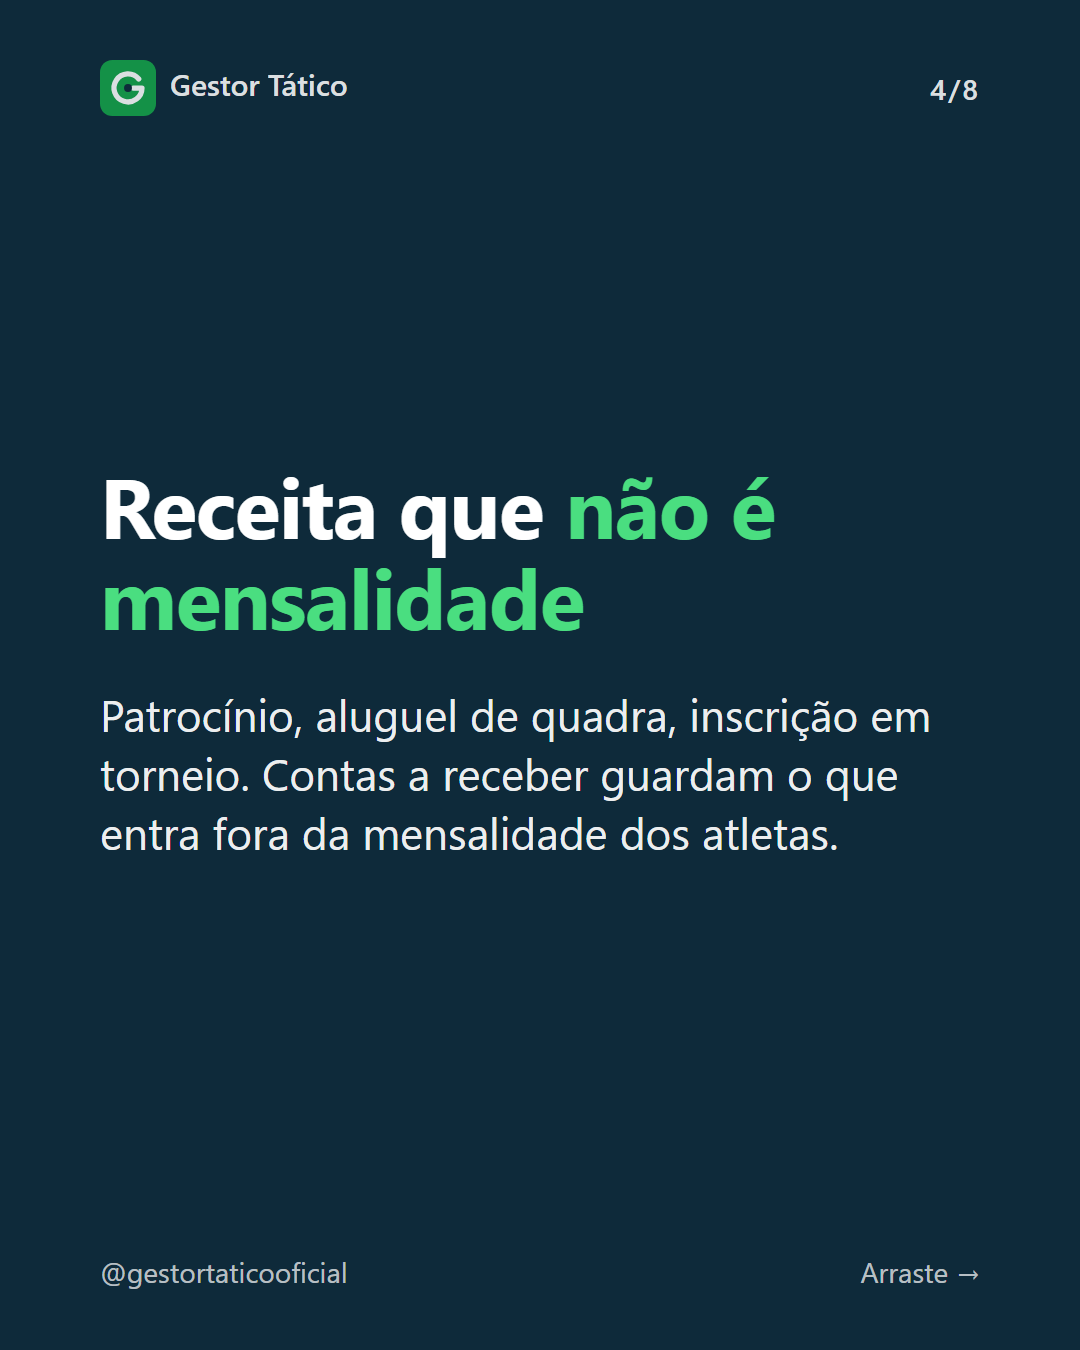 Gestor Tático
4/8
Receita que não é
mensalidade
Patrocínio, aluguel de quadra, inscrição em
torneio. Contas a receber guardam o que
entra fora da mensalidade dos atletas.
@gestortaticooficial
Arraste →